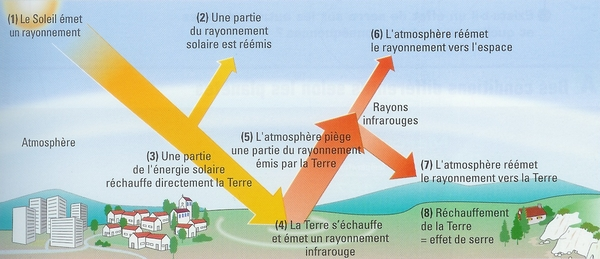 (1) Le Soleil émet
un rayonnement
(2) Une partie
du rayonnement
solaire est réémis
(6) L'atmosphère réémet
le rayonnement vers l'espace
Rayons
infrarouges
Atmosphère
(3) Une partie
de l'énergie solaire
réchauffe directement la Terre
(5) L'atmosphère piège
une partie du rayonnement
émis par la Terre
(7) L'atmosphère réémet
le rayonnement vers la Terre
(4) La Terre s'échauffe
et émet un rayonnement
infrarouge
(8) Réchauffement
de la Terre
= effet de serre